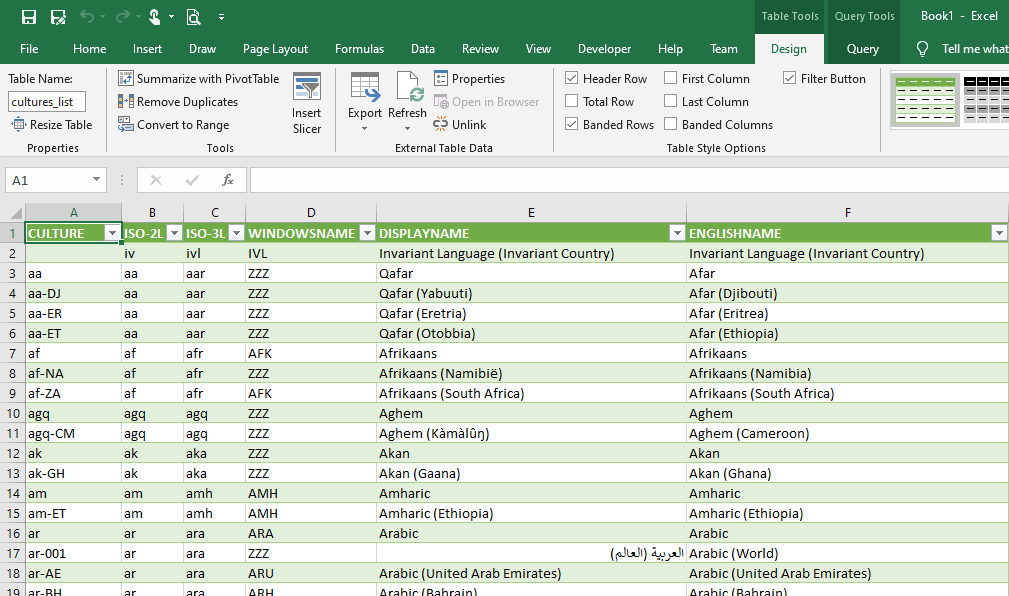 Table Tools Query Tools Book1 - Excel
File Home Insert Draw Page Layout Formulas Data Review View Developer Help Team Design Query Tell me what
Table Name: Summarize with PivotTable Properties Header Row First Column Filter Button
cultures_list Remove Duplicates Insert Slicer Export Refresh Open in Browser Total Row Last Column
Resize Table Convert to Range Unlink Banded Rows Banded Columns
Properties Tools External Table Data Table Style Options
A1 fx
A B C D E F
1 CULTURE ISO-2L ISO-3L WINDOWSNAME DISPLAYNAME ENGLISHNAME
2 iv ivl IVL Invariant Language (Invariant Country) Invariant Language (Invariant Country)
3 aa aa aar ZZZ Qafar Afar
4 aa-DJ aa aar ZZZ Qafar (Yabuuti) Afar (Djibouti)
5 aa-ER aa aar ZZZ Qafar (Eretria) Afar (Eritrea)
6 aa-ET aa aar ZZZ Qafar (Otobbia) Afar (Ethiopia)
7 af af afr AFK Afrikaans Afrikaans
8 af-NA af afr ZZZ Afrikaans (Namibië) Afrikaans (Namibia)
9 af-ZA af afr AFK Afrikaans (South Africa) Afrikaans (South Africa)
10 agq agq agq ZZZ Aghem Aghem
11 agq-CM agq agq ZZZ Aghem (Kàmàlûŋ) Aghem (Cameroon)
12 ak ak aka ZZZ Akan Akan
13 ak-GH ak aka ZZZ Akan (Gaana) Akan (Ghana)
14 am am amh AMH Amharic Amharic
15 am-ET am amh AMH Amharic (Ethiopia) Amharic (Ethiopia)
16 ar ar ara ARA Arabic Arabic
17 ar-001 ar ara ZZZ العربية (العالم) Arabic (World)
18 ar-AE ar ara ARU Arabic (United Arab Emirates) Arabic (United Arab Emirates)
19 ar-BH ar ara ARH Arabic (Bahrain) Arabic (Bahrain)